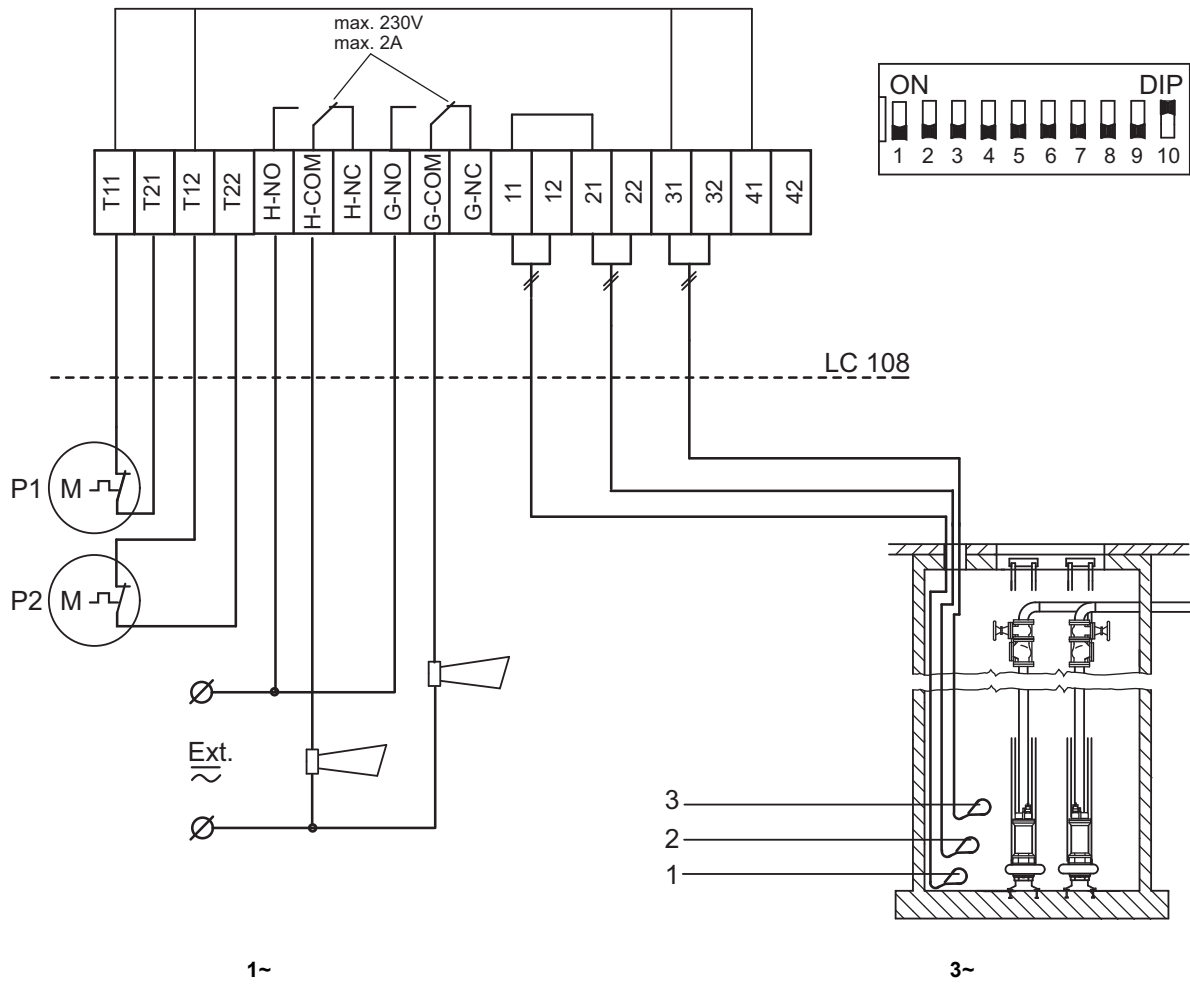 max. 230V
max. 2A
ON DIP
1 2 3 4 5 6 7 8 9 10
T11 T21 T12 T22 H-NO H-COM H-NC G-NO G-COM G-NC 11 12 21 22 31 32 41 42
LC 108
P1 M
P2 M
Ext.
3
2
1
1~ 3~